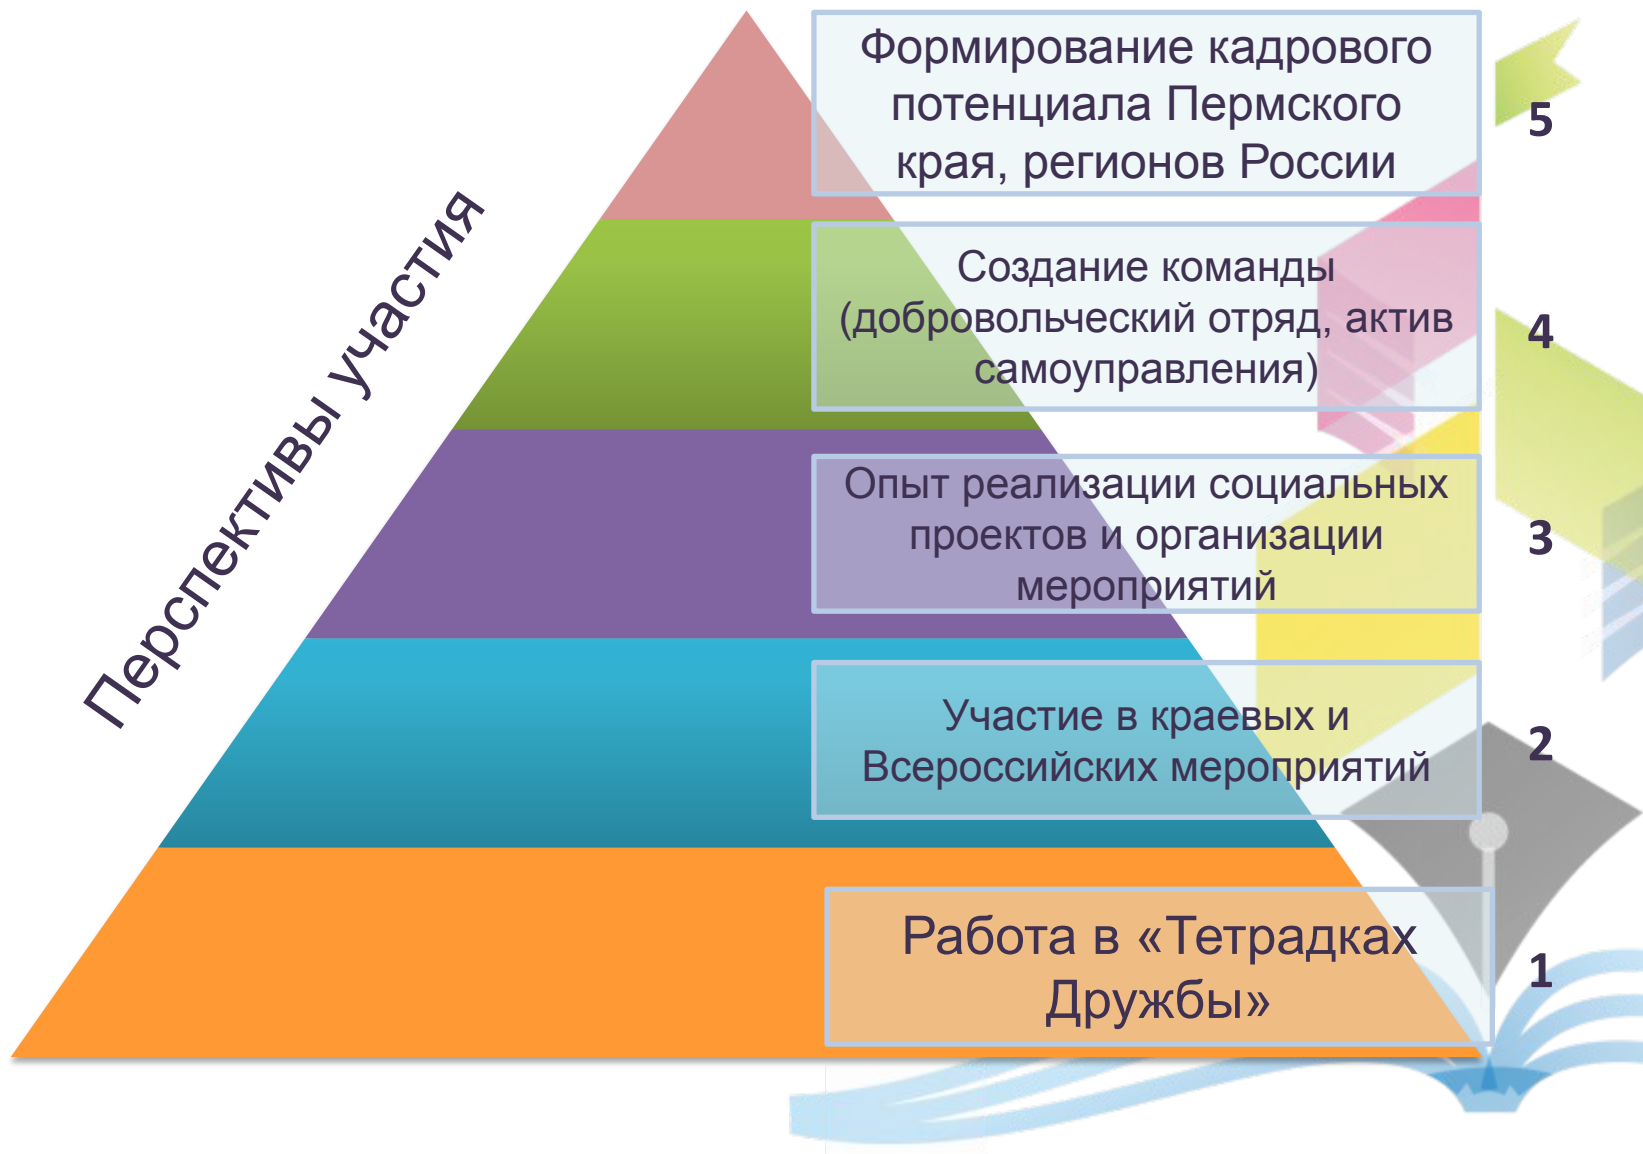 Перспективы участия
Формирование кадрового
потенциала Пермского
края, регионов России
5
Создание команды
(добровольческий отряд, актив
самоуправления)
4
Опыт реализации социальных
проектов и организации
мероприятий
3
Участие в краевых и
Всероссийских мероприятий
2
Работа в «Тетрадках
Дружбы»
1